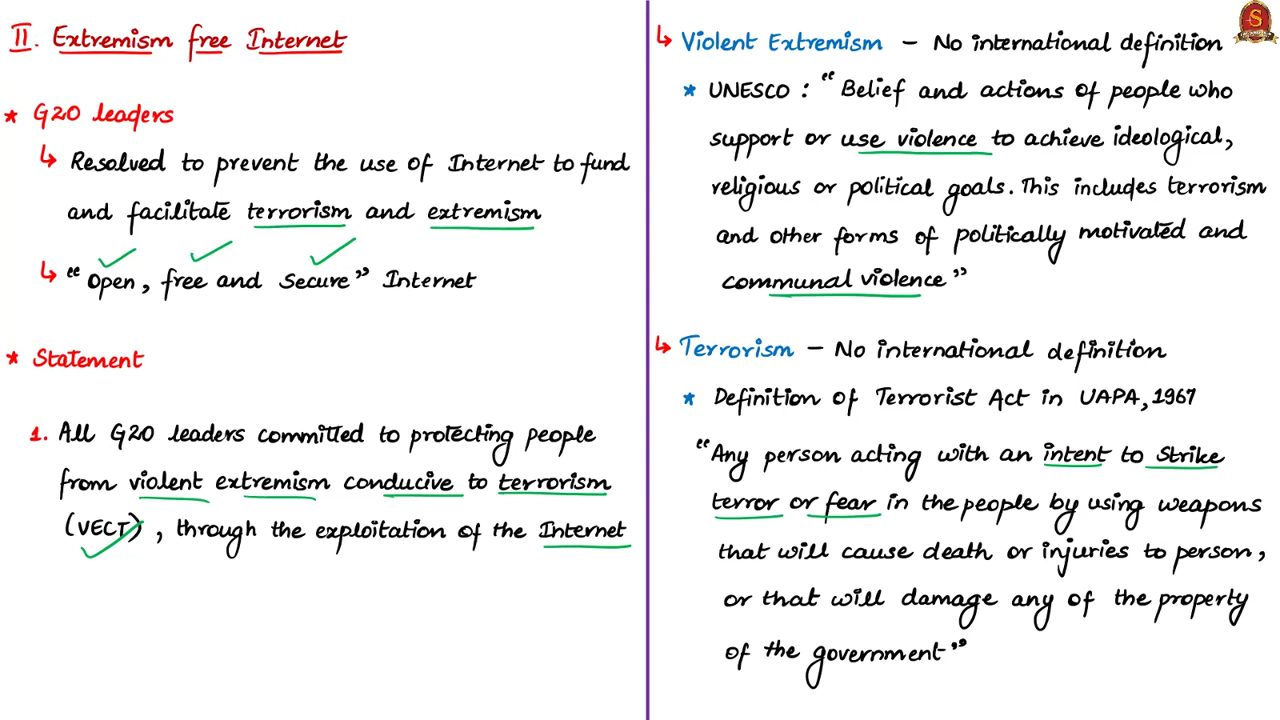 II. Extremism free Internet
* G20 leaders
↳ Resolved to prevent the use of Internet to fund
and facilitate terrorism and extremism
↳ "Open, free and Secure" Internet
* Statement
1. All G20 leaders committed to protecting people
from violent extremism conducive to terrorism
(VECT), through the exploitation of the Internet
↳ Violent Extremism – No international definition
* UNESCO : "Belief and actions of people who
support or use violence to achieve ideological,
religious or political goals. This includes terrorism
and other forms of politically motivated and
communal violence"
↳ Terrorism – No international definition
* Definition of Terrorist Act in UAPA, 1967
"Any person acting with an intent to strike
terror or fear in the people by using weapons
that will cause death or injuries to person,
or that will damage any of the property
of the government"
S